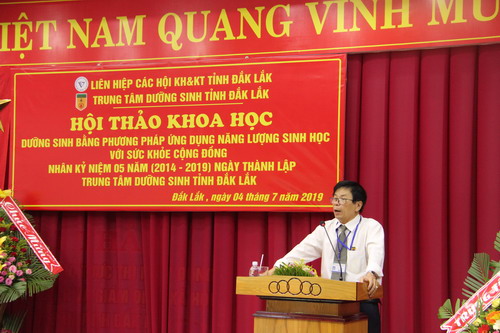 VIỆT NAM QUANG VINH MU
LIÊN HIỆP CÁC HỘI KH&KT TỈNH ĐẮK LẮK
TRUNG TÂM DƯỠNG SINH TỈNH ĐẮK LẮK
HỘI THẢO KHOA HỌC
DƯỠNG SINH BẰNG PHƯƠNG PHÁP ỨNG DỤNG NĂNG LƯỢNG SINH HỌC
VỚI SỨC KHỎE CỘNG ĐỒNG
NHÂN KỶ NIỆM 05 NĂM (2014 - 2019) NGÀY THÀNH LẬP
TRUNG TÂM DƯỠNG SINH TỈNH ĐẮK LẮK
Đắk Lắk , ngày 04 tháng 7 năm 2019
Chúc Mừng